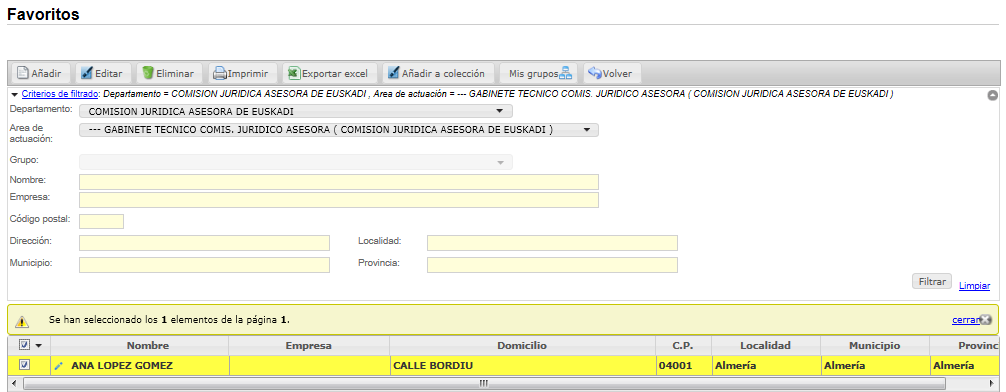 Favoritos
Añadir Editar Eliminar Imprimir Exportar excel Añadir a colección Mis grupos Volver
Criterios de filtrado: Departamento = COMISION JURIDICA ASESORA DE EUSKADI , Area de actuación = --- GABINETE TECNICO COMIS. JURIDICO ASESORA ( COMISION JURIDICA ASESORA DE EUSKADI )
Departamento: COMISION JURIDICA ASESORA DE EUSKADI
Area de actuación: --- GABINETE TECNICO COMIS. JURIDICO ASESORA ( COMISION JURIDICA ASESORA DE EUSKADI )
Grupo:
Nombre:
Empresa:
Código postal:
Dirección: Localidad:
Municipio: Provincia:
Filtrar Limpiar
Se han seleccionado los 1 elementos de la página 1. cerrar
Nombre Empresa Domicilio C.P. Localidad Municipio Provinc
ANA LOPEZ GOMEZ CALLE BORDIU 04001 Almería Almería Almería